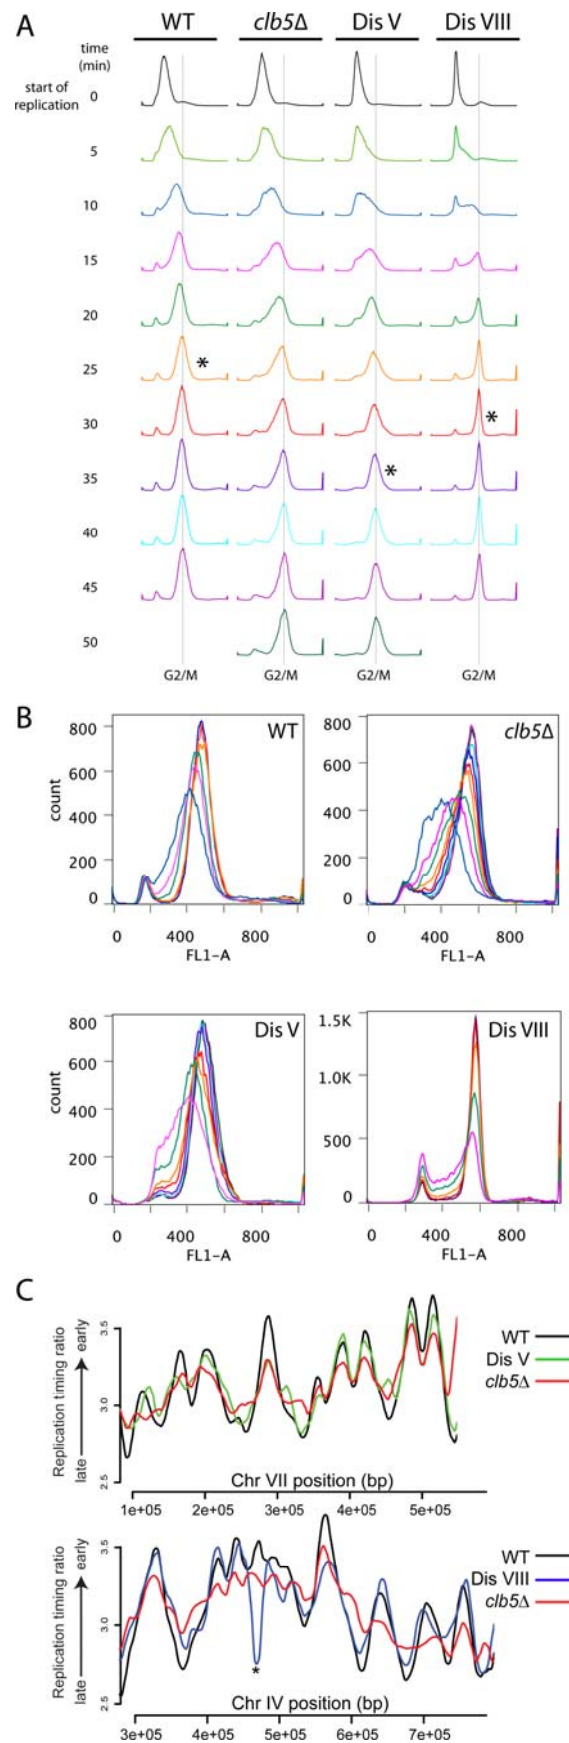 A
WT clb5Δ Dis V Dis VIII
time
(min)
start of
replication
0
5
10
15
20
25 *
30 *
35 *
40
45
50
G2/M G2/M G2/M G2/M
B
WT
800
600
400
200
0
count
0 400 800
FL1-A
clb5Δ
800
600
400
200
0
0 400 800
FL1-A
Dis V
800
600
400
200
0
count
0 400 800
FL1-A
Dis VIII
1.5K
1.0K
500
0
0 400 800
FL1-A
C
Replication timing ratio
late early
3.5
3.0
2.5
WT
Dis V
clb5Δ
Chr VII position (bp)
1e+05 2e+05 3e+05 4e+05 5e+05
Replication timing ratio
late early
3.5
3.0
2.5
WT
Dis VIII
clb5Δ
*
Chr IV position (bp)
3e+05 4e+05 5e+05 6e+05 7e+05